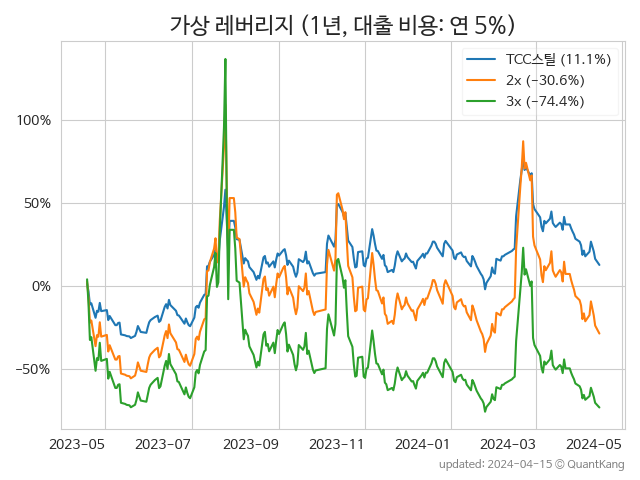 가상 레버리지 (1년, 대출 비용: 연 5%)
TCC스틸 (11.1%)
2x (−30.6%)
3x (−74.4%)
100%
50%
0%
−50%
2023−05 2023−07 2023−09 2023−11 2024−01 2024−03 2024−05
updated: 2024−04−15 © QuantKang